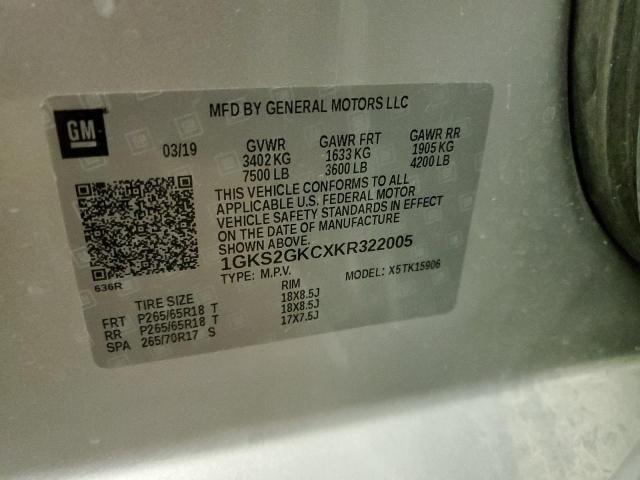 MFD BY GENERAL MOTORS LLC
GM
03/19 GVWR GAWR FRT GAWR RR
3402 KG 1633 KG 1905 KG
7500 LB 3600 LB 4200 LB
THIS VEHICLE CONFORMS TO ALL
APPLICABLE U.S. FEDERAL MOTOR
VEHICLE SAFETY STANDARDS IN EFFECT
ON THE DATE OF MANUFACTURE
SHOWN ABOVE.
1GKS2GKCXKR322005
636R
TYPE: M.P.V. MODEL: X5TK15906
TIRE SIZE RIM
FRT P265/65R18 T 18X8.5J
RR P265/65R18 T 18X8.5J
SPA 265/70R17 S 17X7.5J